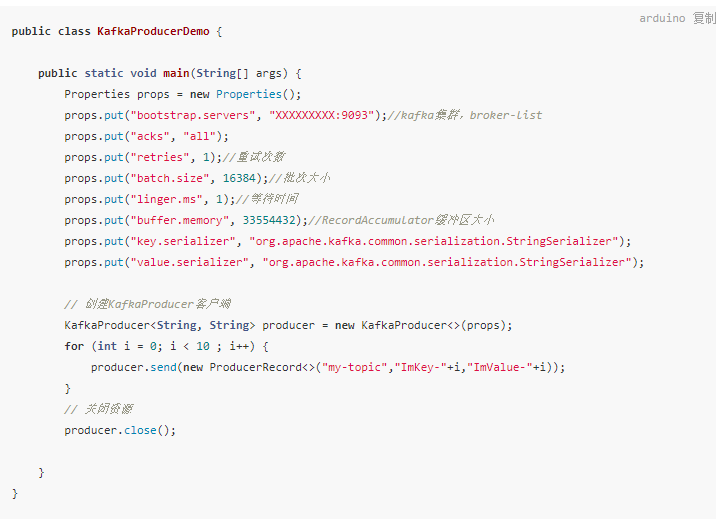 arduino 复制
public class KafkaProducerDemo {
    public static void main(String[] args) {
        Properties props = new Properties();
        props.put("bootstrap.servers", "XXXXXXXXX:9093");//kafka集群，broker-list
        props.put("acks", "all");
        props.put("retries", 1);//重试次数
        props.put("batch.size", 16384);//批次大小
        props.put("linger.ms", 1);//等待时间
        props.put("buffer.memory", 33554432);//RecordAccumulator缓冲区大小
        props.put("key.serializer", "org.apache.kafka.common.serialization.StringSerializer");
        props.put("value.serializer", "org.apache.kafka.common.serialization.StringSerializer");
        // 创建KafkaProducer客户端
        KafkaProducer<String, String> producer = new KafkaProducer<>(props);
        for (int i = 0; i < 10 ; i++) {
            producer.send(new ProducerRecord<>("my-topic","ImKey-"+i,"ImValue-"+i));
        }
        // 关闭资源
        producer.close();
    }
}